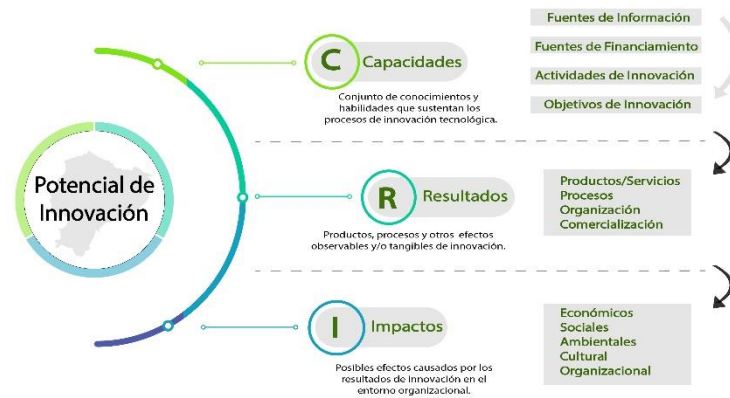 Potencial de
Innovación
C
Capacidades
Conjunto de conocimientos y
habilidades que sustentan los
procesos de innovación tecnológica.
Fuentes de Información
Fuentes de Financiamiento
Actividades de Innovación
Objetivos de Innovación
R
Resultados
Productos, procesos y otros efectos
observables y/o tangibles de innovación.
Productos/Servicios
Procesos
Organización
Comercialización
I
Impactos
Posibles efectos causados por los
resultados de innovación en el
entorno organizacional.
Económicos
Sociales
Ambientales
Cultural
Organizacional